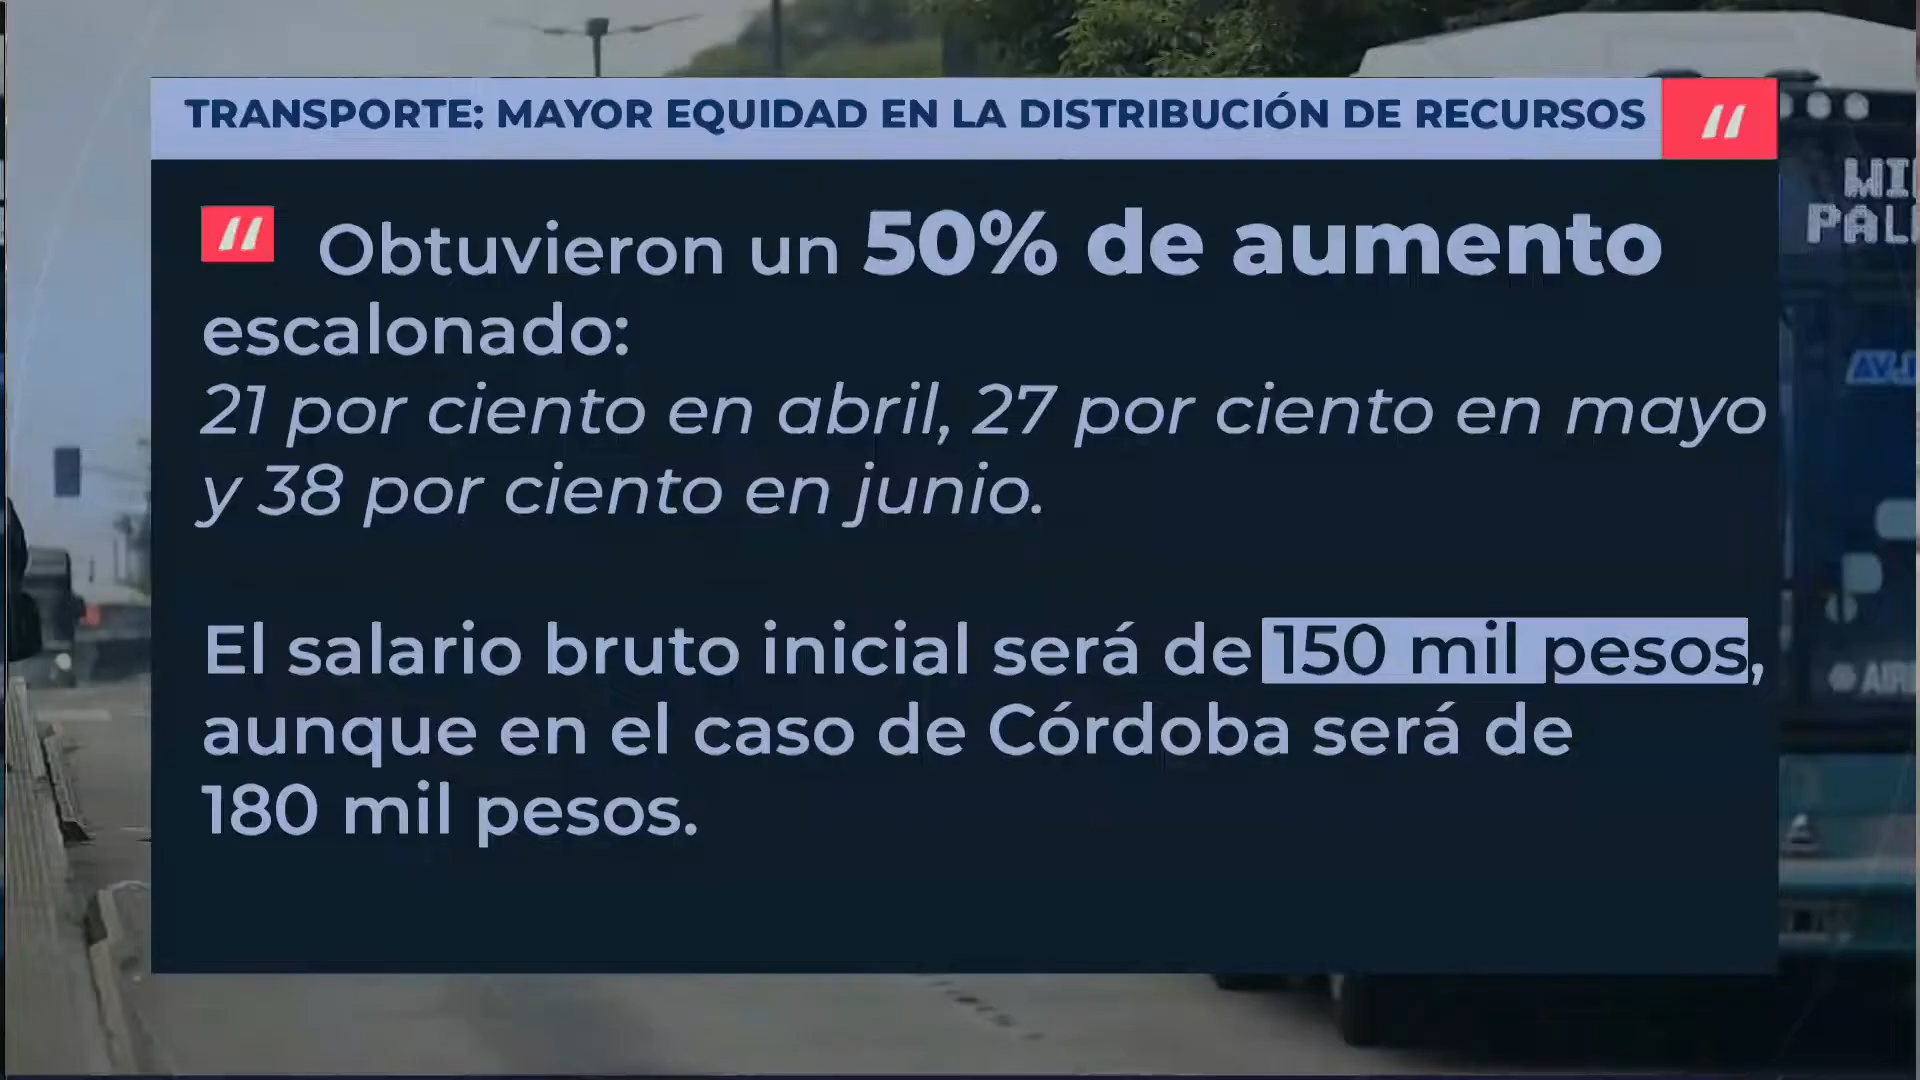 TRANSPORTE: MAYOR EQUIDAD EN LA DISTRIBUCIÓN DE RECURSOS
Obtuvieron un 50% de aumento
escalonado:
21 por ciento en abril, 27 por ciento en mayo
y 38 por ciento en junio.
El salario bruto inicial será de 150 mil pesos,
aunque en el caso de Córdoba será de
180 mil pesos.